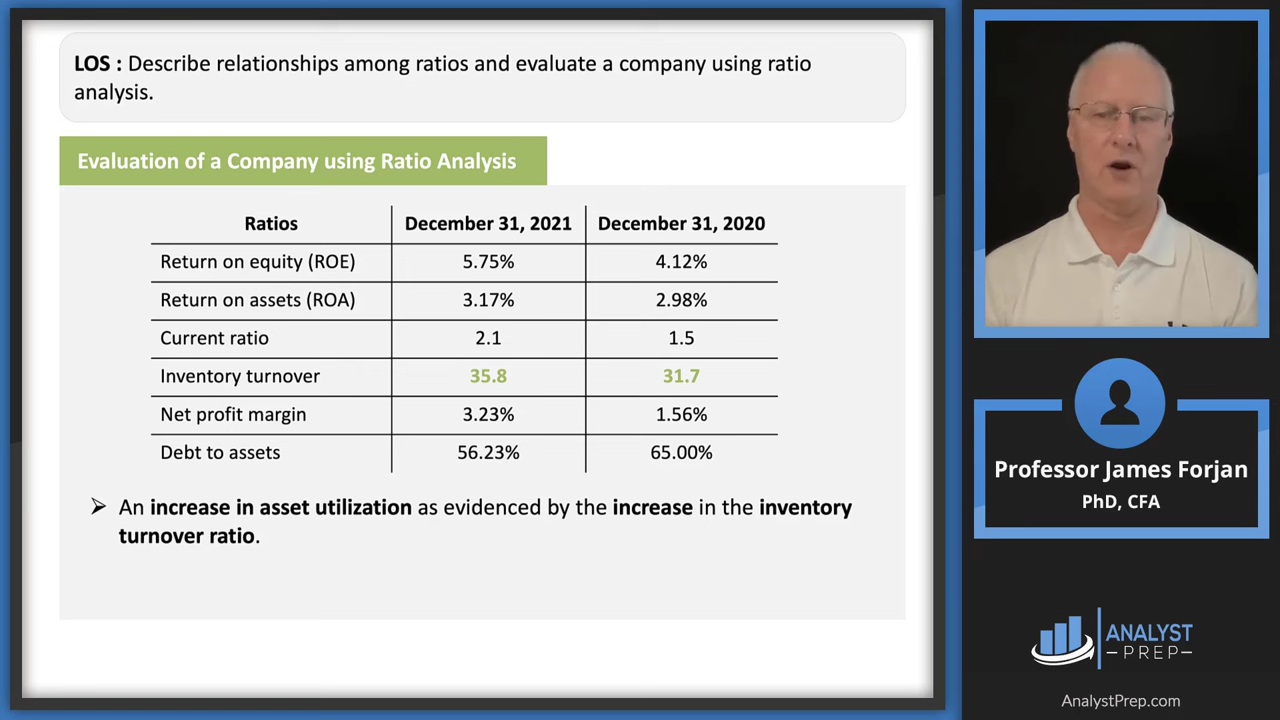 LOS : Describe relationships among ratios and evaluate a company using ratio
analysis.
Evaluation of a Company using Ratio Analysis
Ratios December 31, 2021 December 31, 2020
Return on equity (ROE) 5.75% 4.12%
Return on assets (ROA) 3.17% 2.98%
Current ratio 2.1 1.5
Inventory turnover 35.8 31.7
Net profit margin 3.23% 1.56%
Debt to assets 56.23% 65.00%
An increase in asset utilization as evidenced by the increase in the inventory
turnover ratio.
Professor James Forjan
PhD, CFA
ANALYST
PREP
AnalystPrep.com